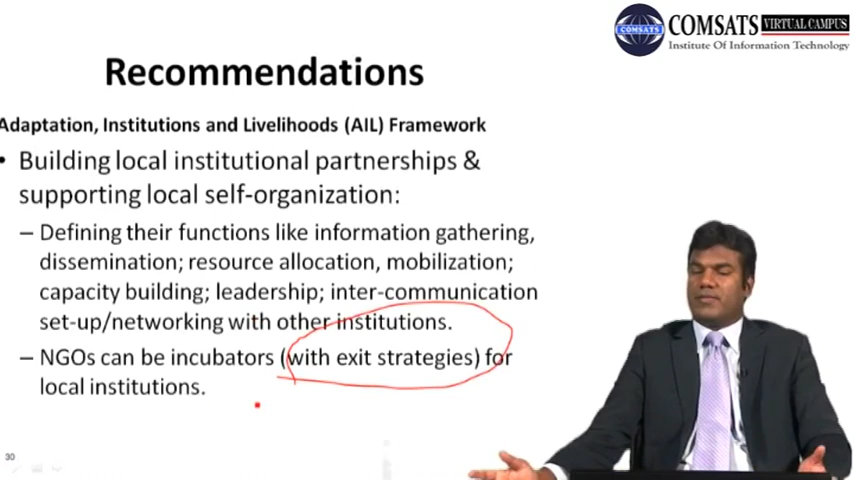 COMSATS
COMSATS VIRTUAL CAMPUS
Institute Of Information Technology
Recommendations
Adaptation, Institutions and Livelihoods (AIL) Framework
• Building local institutional partnerships &
supporting local self-organization:
– Defining their functions like information gathering,
dissemination; resource allocation, mobilization;
capacity building; leadership; inter-communication
set-up/networking with other institutions.
– NGOs can be incubators (with exit strategies) for
local institutions.
30